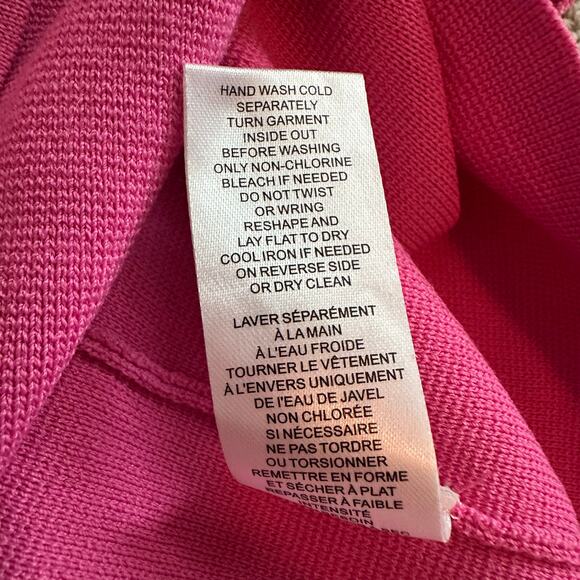 HAND WASH COLD
SEPARATELY
TURN GARMENT
INSIDE OUT
BEFORE WASHING
ONLY NON-CHLORINE
BLEACH IF NEEDED
DO NOT TWIST
OR WRING
RESHAPE AND
LAY FLAT TO DRY
COOL IRON IF NEEDED
ON REVERSE SIDE
OR DRY CLEAN
LAVER SÉPARÉMENT
À LA MAIN
À L'EAU FROIDE
TOURNER LE VÊTEMENT
À L'ENVERS UNIQUEMENT
DE L'EAU DE JAVEL
NON CHLORÉE
SI NÉCESSAIRE
NE PAS TORDRE
OU TORSIONNER
REMETTRE EN FORME
ET SÉCHER À PLAT
REPASSER À FAIBLE
INTENSITÉ